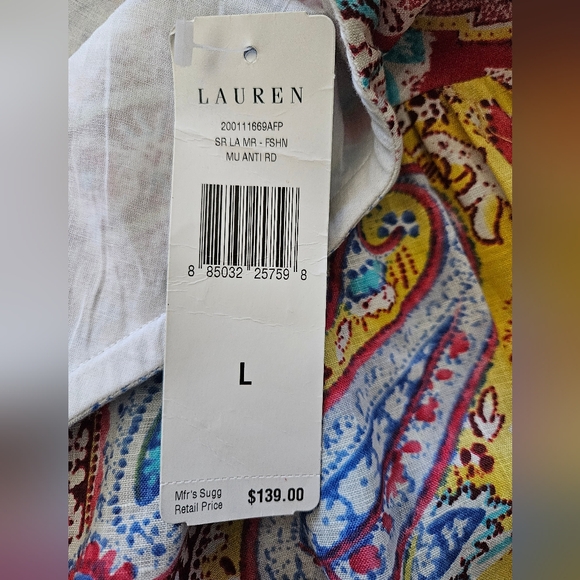 LAUREN
200111669AFP
SR LA MR - FSHN
MU ANTI RD
8 85032 25759 8
L
Mfr's Sugg
Retail Price $139.00